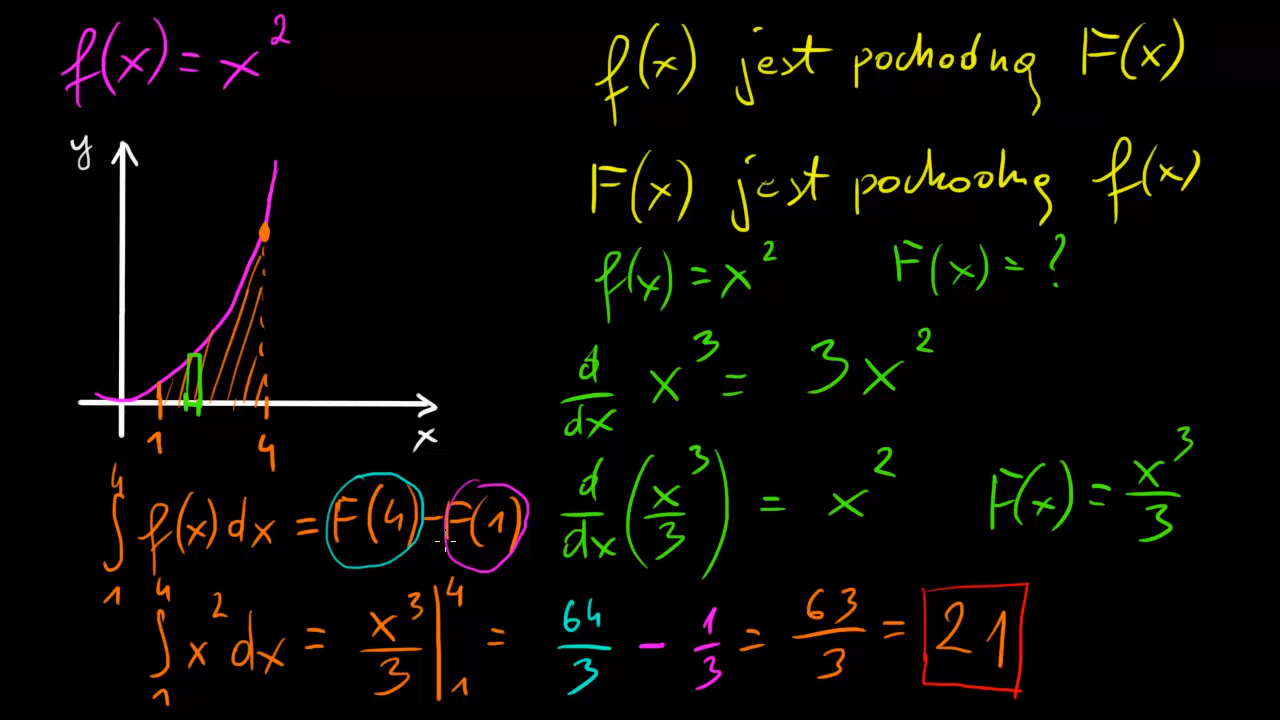 f(x) = x²
y
x
1
4
∫₁⁴ f(x) dx = F(4) - F(1)
∫₁⁴ x² dx = x³/3 |₁⁴ = 64/3 - 1/3 = 63/3 = 21
f(x) jest pochodną F(x)
F(x) jest pochodną f(x)
f(x) = x² F(x) = ?
d/dx x³ = 3x²
d/dx (x³/3) = x² F(x) = x³/3